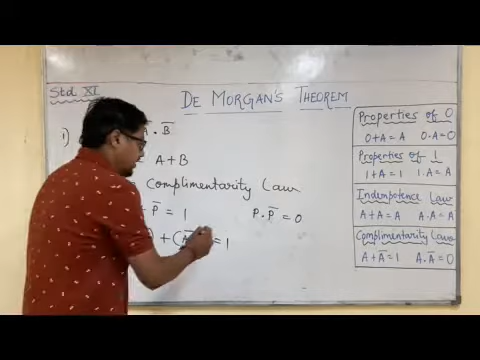 Std XI
DE MORGAN'S THEOREM
1) . B̅
A+B
Complimentarity Law
P̅ = 1 P.P̅ = 0
) + (A = 1
Properties of 0
0+A=A 0.A=0
Properties of 1
1+A=1 1.A=A
Indempotence Law
A+A=A A.A=A
Complimentarity Law
A+A̅=1 A.A̅=0